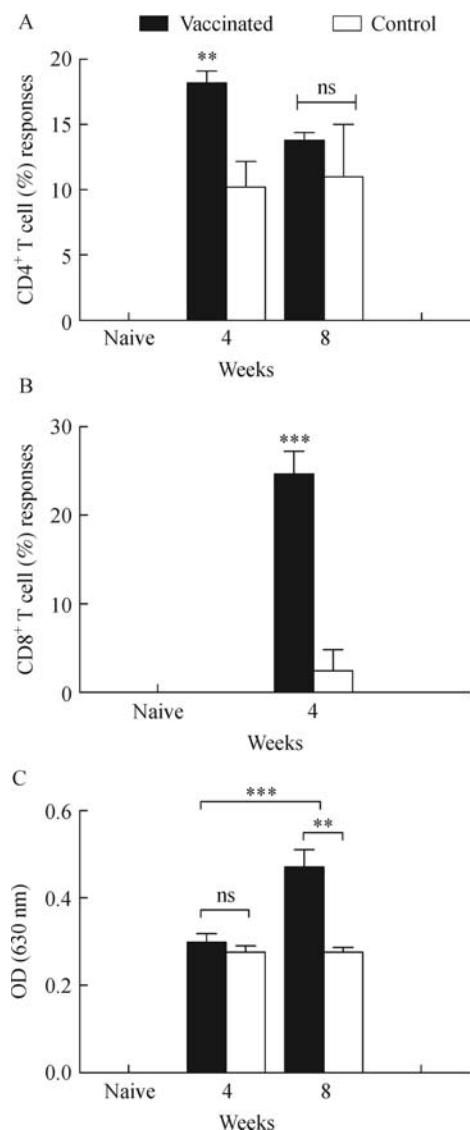 A
Vaccinated Control
20
15
10
5
0
CD4+ T cell (%) responses
**
ns
Naive 4 8
Weeks
B
30
20
10
0
CD8+ T cell (%) responses
***
Naive 4
Weeks
C
0.6
0.4
0.2
0.0
OD (630 nm)
***
**
ns
Naive 4 8
Weeks